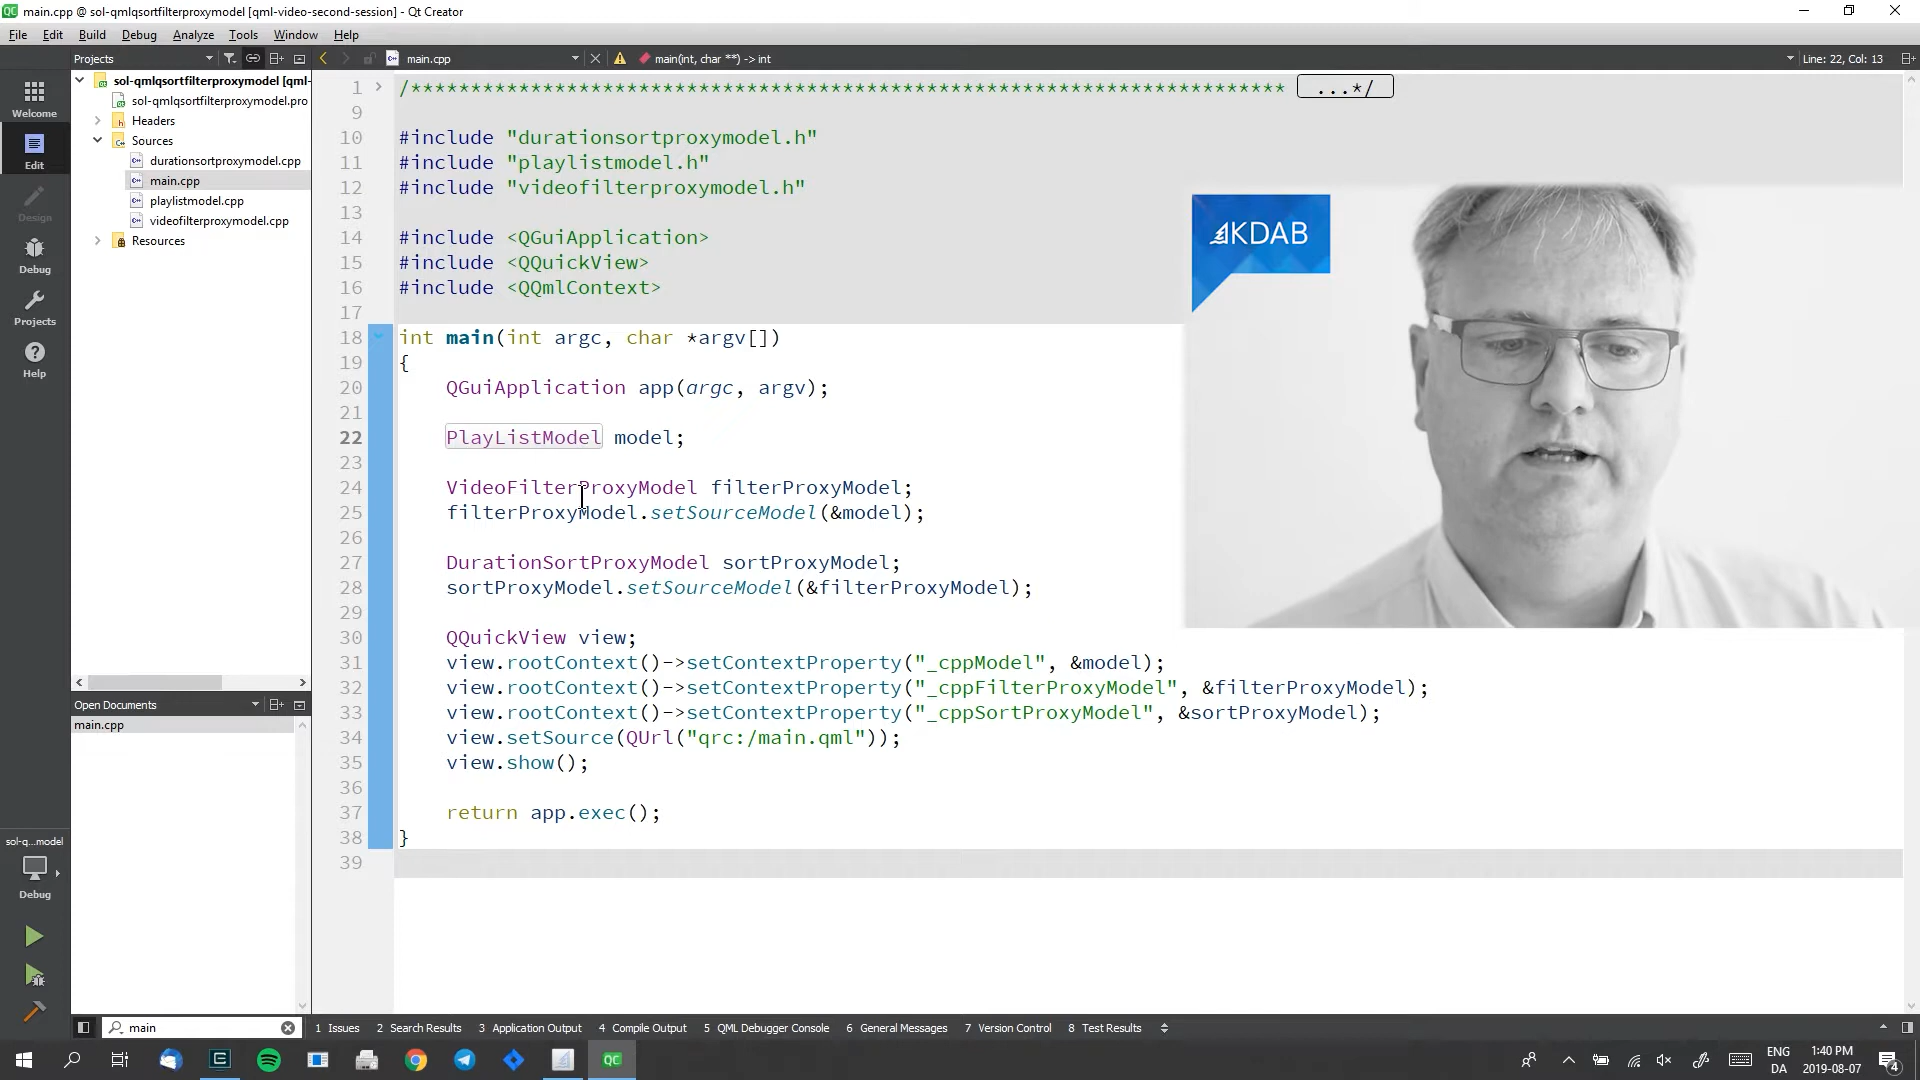 main.cpp @ sol-qmlqsortfilterproxymodel [qml-video-second-session] - Qt Creator
File Edit Build Debug Analyze Tools Window Help
Projects
main.cpp
main(int, char **) -> int
Line: 22, Col: 13
Welcome
Edit
Design
Debug
Projects
Help
sol-qmlqsortfilterproxymodel [qml-
sol-qmlqsortfilterproxymodel.pro
Headers
Sources
durationsortproxymodel.cpp
main.cpp
playlistmodel.cpp
videofilterproxymodel.cpp
Resources
Open Documents
main.cpp
sol-q...model
Debug
1 /************************************************************************* ...*/
9
10 #include "durationsortproxymodel.h"
11 #include "playlistmodel.h"
12 #include "videofilterproxymodel.h"
13
14 #include <QGuiApplication>
15 #include <QQuickView>
16 #include <QQmlContext>
17
18 int main(int argc, char *argv[])
19 {
20 QGuiApplication app(argc, argv);
21
22 PlayListModel model;
23
24 VideoFilterProxyModel filterProxyModel;
25 filterProxyModel.setSourceModel(&model);
26
27 DurationSortProxyModel sortProxyModel;
28 sortProxyModel.setSourceModel(&filterProxyModel);
29
30 QQuickView view;
31 view.rootContext()->setContextProperty("_cppModel", &model);
32 view.rootContext()->setContextProperty("_cppFilterProxyModel", &filterProxyModel);
33 view.rootContext()->setContextProperty("_cppSortProxyModel", &sortProxyModel);
34 view.setSource(QUrl("qrc:/main.qml"));
35 view.show();
36
37 return app.exec();
38 }
39
KDAB
main
1 Issues 2 Search Results 3 Application Output 4 Compile Output 5 QML Debugger Console 6 General Messages 7 Version Control 8 Test Results
QC
ENG
DA
1:40 PM
2019-08-07
4